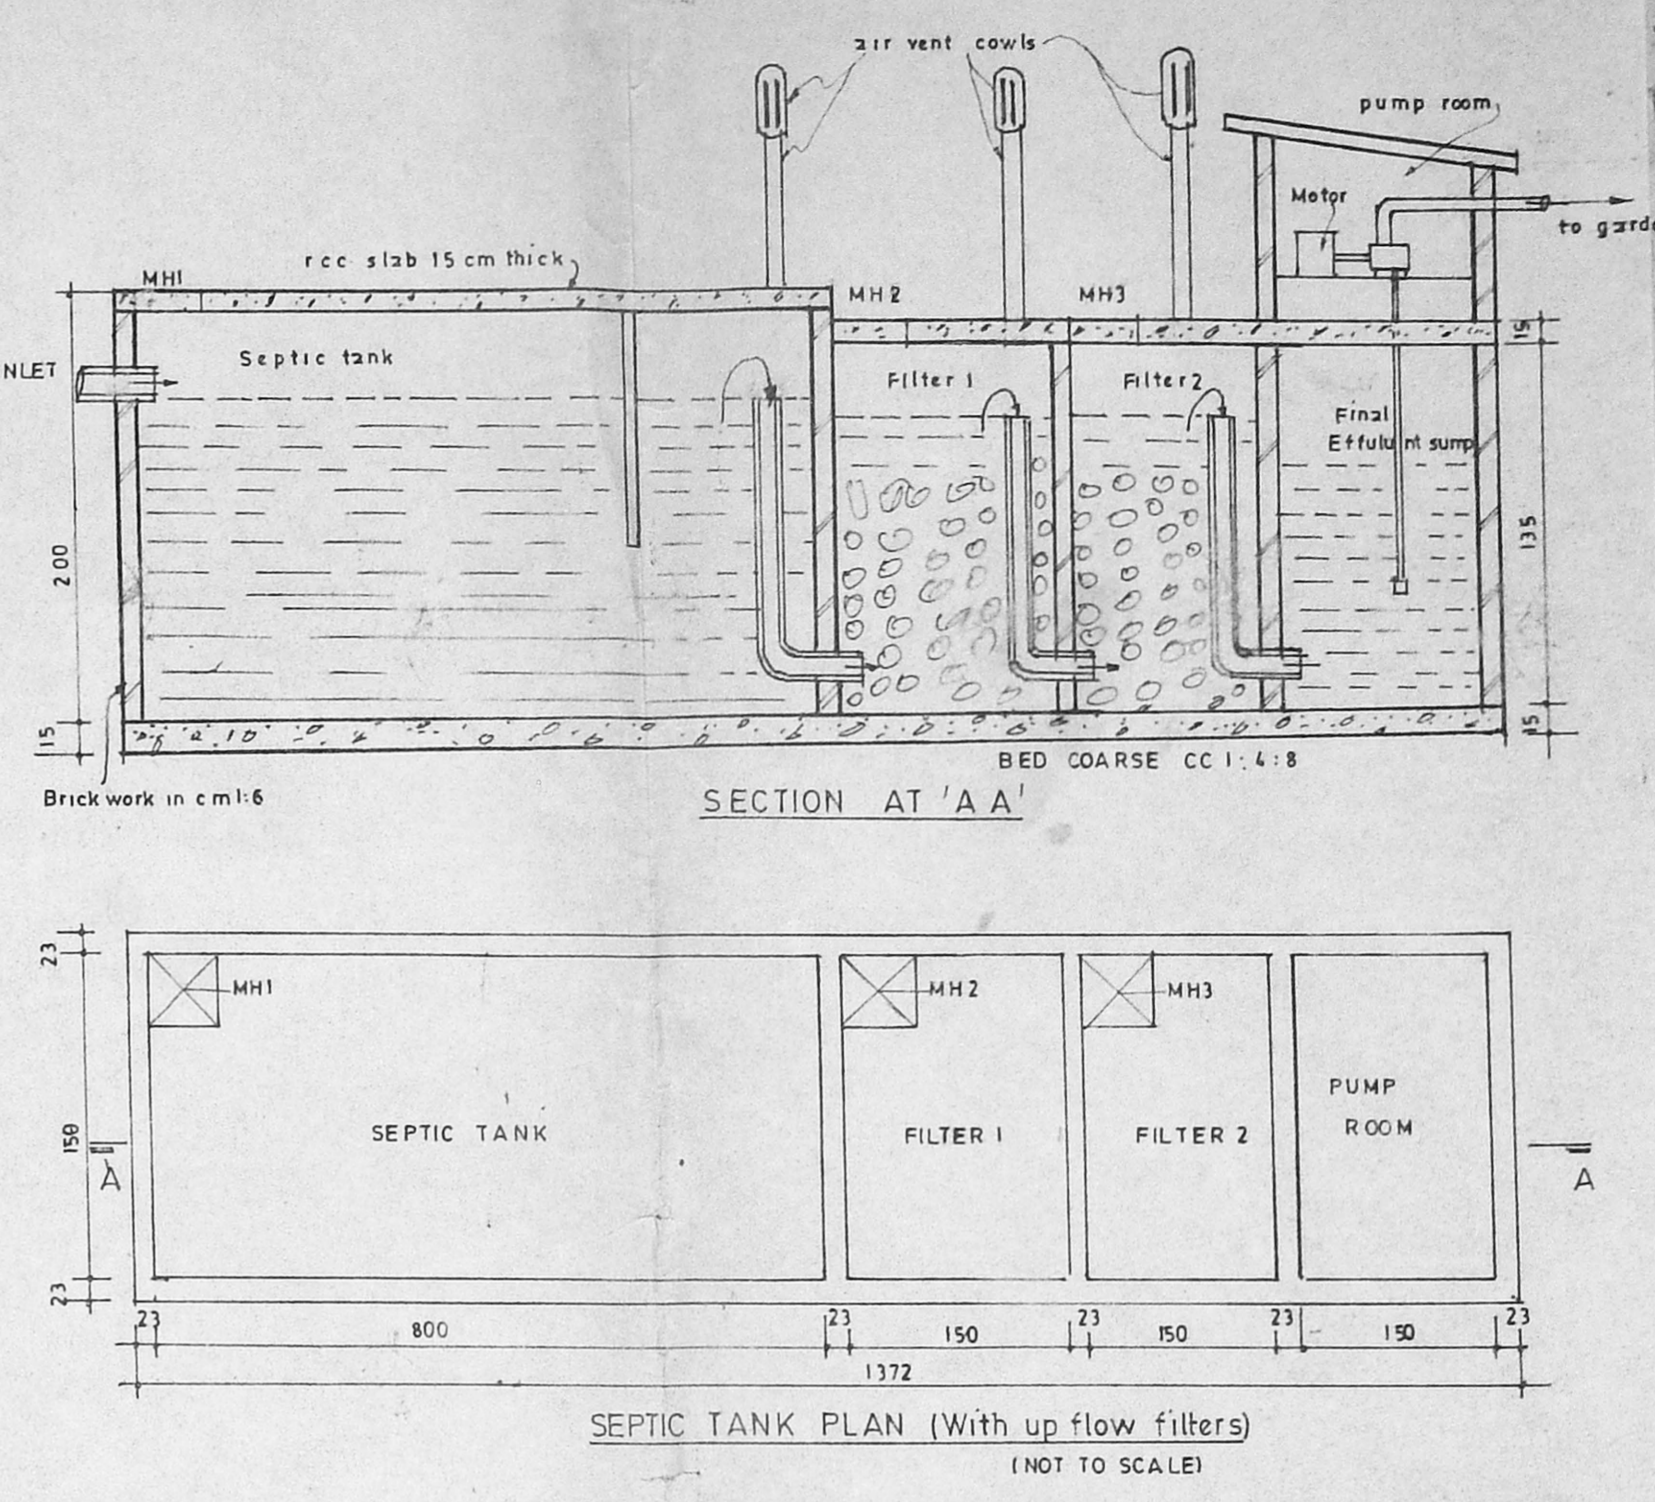 air vent cowls
pump room
Motor
to garde
rcc slab 15 cm thick
MH1
MH2
MH3
NLET
Septic tank
Filter 1
Filter 2
Final
Effulunt sump
15
200
135
15
15
BED COARSE CC 1:4:8
Brick work in cm 1:6
SECTION AT 'A A'
23
MH1
MH2
MH3
PUMP
ROOM
SEPTIC TANK
FILTER 1
FILTER 2
150
A
A
23
23
800
23
150
23
150
23
150
23
1372
SEPTIC TANK PLAN (With up flow filters)
(NOT TO SCALE)